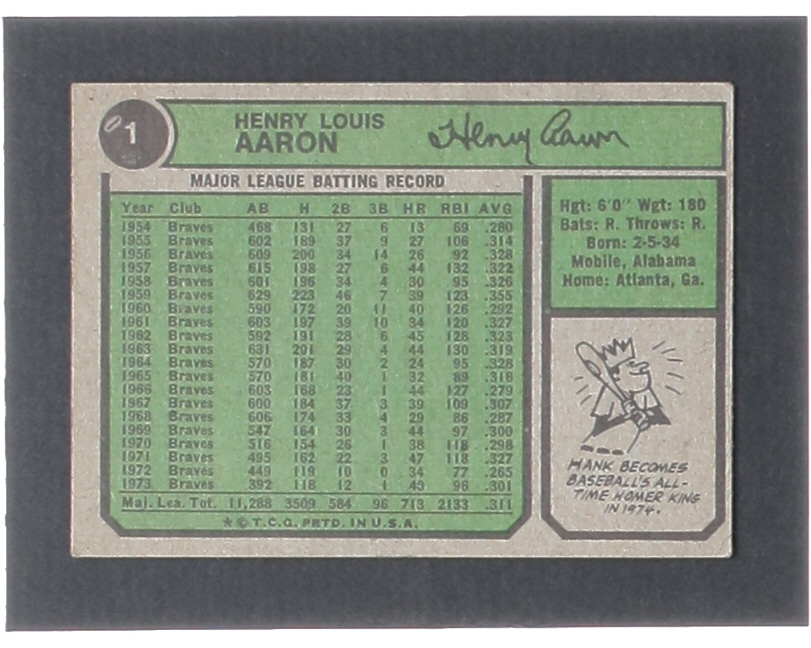 1
HENRY LOUIS
AARON
Henry Aaron
MAJOR LEAGUE BATTING RECORD
Year Club AB H 2B 3B HR RBI AVG
1954 Braves 468 131 27 6 13 69 .280
1955 Braves 602 189 37 9 27 106 .314
1956 Braves 609 200 34 14 26 92 .328
1957 Braves 615 198 27 6 44 132 .322
1958 Braves 601 196 34 4 30 95 .326
1959 Braves 629 223 46 7 39 123 .355
1960 Braves 590 172 20 11 40 126 .292
1961 Braves 603 197 39 10 34 120 .327
1962 Braves 592 191 28 6 45 128 .323
1963 Braves 631 201 29 4 44 130 .319
1964 Braves 570 187 30 2 24 95 .328
1965 Braves 570 181 40 1 32 89 .318
1966 Braves 603 168 23 1 44 127 .279
1967 Braves 600 184 37 3 39 109 .307
1968 Braves 606 174 33 4 29 86 .287
1969 Braves 547 164 30 3 44 97 .300
1970 Braves 516 154 26 1 38 118 .298
1971 Braves 495 162 22 3 47 118 .327
1972 Braves 449 119 10 0 34 77 .265
1973 Braves 392 118 12 1 40 96 .301
Maj. Lea. Tot. 11,288 3509 584 96 713 2133 .311
* © T.C.G. PRTD. IN U.S.A.
Hgt: 6'0" Wgt: 180
Bats: R. Throws: R.
Born: 2-5-34
Mobile, Alabama
Home: Atlanta, Ga.
HANK BECOMES
BASEBALL'S ALL-
TIME HOMER KING
IN 1974.